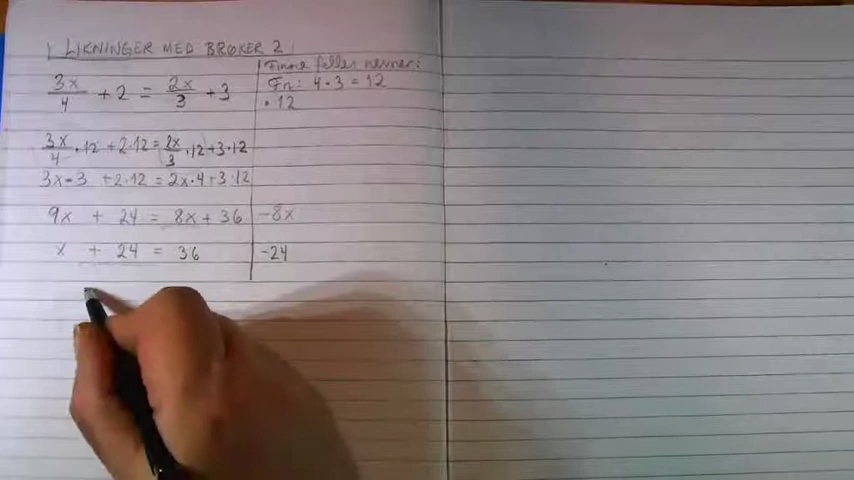 LIKNINGER MED BRØKER 2
Finne felles nevner:
3x/4 + 2 = 2x/3 + 3
Fn: 4·3 = 12
·12
3x/4 ·12 + 2·12 = 2x/3 ·12 + 3·12
3x·3 + 2·12 = 2x·4 + 3·12
9x + 24 = 8x + 36 -8x
x + 24 = 36 -24